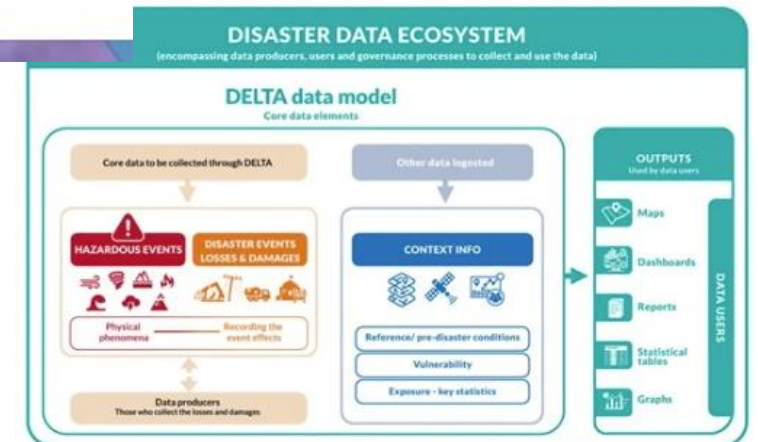 DISASTER DATA ECOSYSTEM
(encompassing data producers, users and governance processes to collect and use the data)
DELTA data model
Core data elements
Core data to be collected through DELTA
Other data ingested
HAZARDOUS EVENTS
DISASTER EVENTS
LOSSES & DAMAGES
Physical
phenomena
Recording the
event effects
Data producers
Those who collect the losses and damages
CONTEXT INFO
Reference/ pre-disaster conditions
Vulnerability
Exposure - key statistics
OUTPUTS
Used by data users
Maps
Dashboards
Reports
Statistical
tables
Graphs
DATA USERS